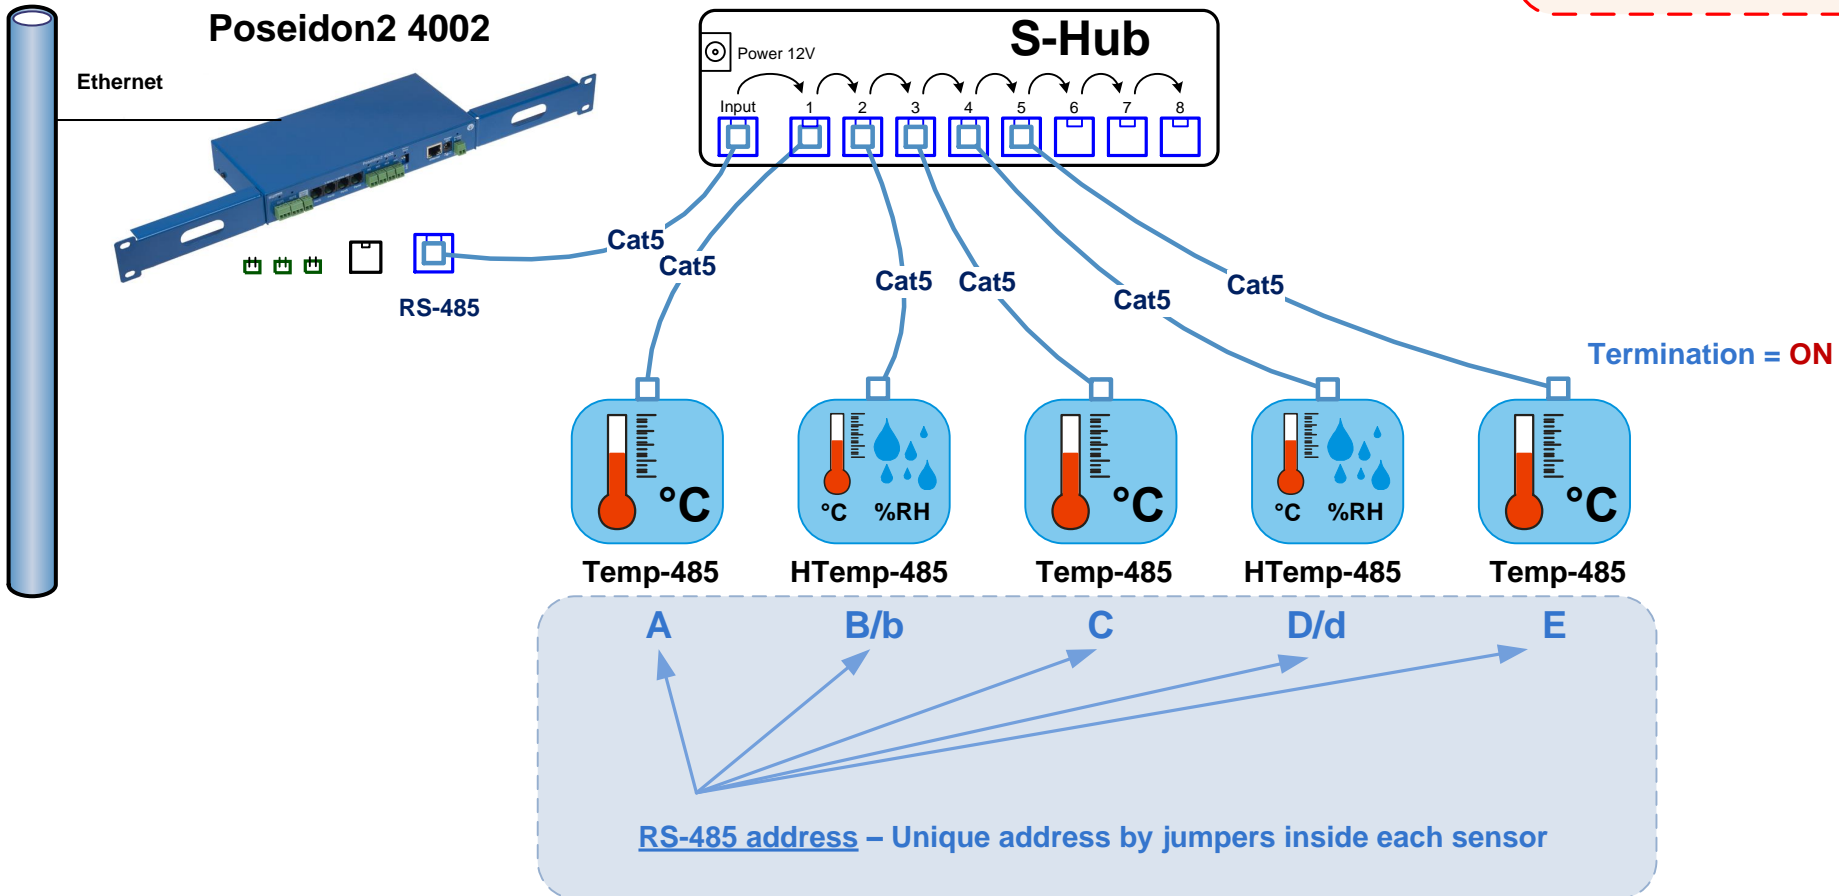 Poseidon2 4002
Ethernet
RS-485
S-Hub
Power 12V
Input 1 2 3 4 5 6 7 8
Cat5
Cat5
Cat5
Cat5
Cat5
Cat5
Termination = ON
°C
°C %RH
°C
°C %RH
°C
Temp-485 HTemp-485 Temp-485 HTemp-485 Temp-485
A B/b C D/d E
RS-485 address – Unique address by jumpers inside each sensor